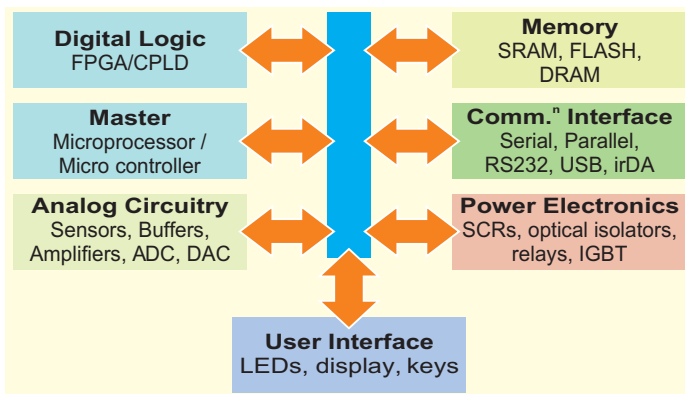 Digital Logic
FPGA/CPLD
Memory
SRAM, FLASH,
DRAM
Master
Microprocessor /
Micro controller
Comm.ⁿ Interface
Serial, Parallel,
RS232, USB, irDA
Analog Circuitry
Sensors, Buffers,
Amplifiers, ADC, DAC
Power Electronics
SCRs, optical isolators,
relays, IGBT
User Interface
LEDs, display, keys